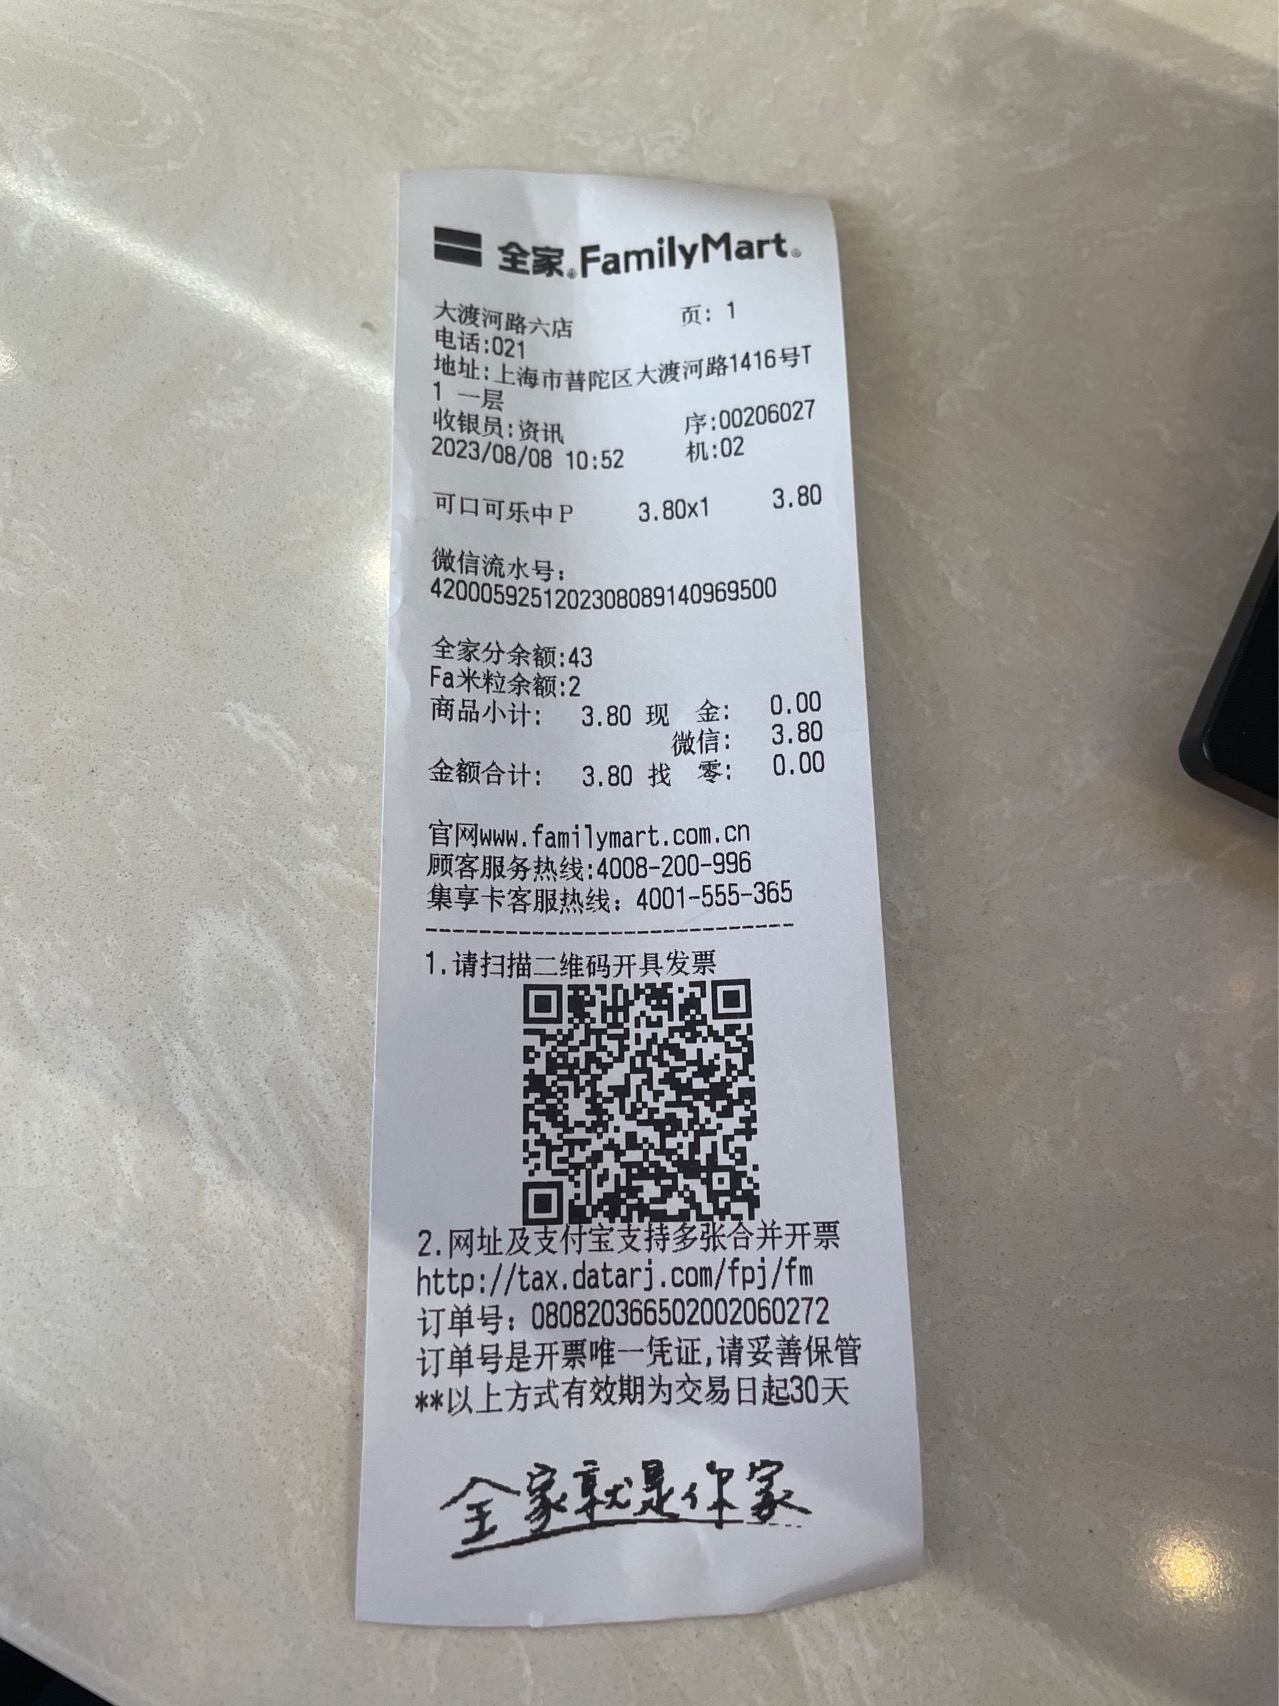 全家 FamilyMart
大渡河路六店 页: 1
电话:021
地址:上海市普陀区大渡河路1416号T
1 一层
收银员:资讯 序:00206027
2023/08/08 10:52 机:02
可口可乐中P 3.80x1 3.80
微信流水号:
4200059251202308089140969500
全家分余额:43
Fa米粒余额:2
商品小计: 3.80 现 金: 0.00
微信: 3.80
金额合计: 3.80 找 零: 0.00
官网www.familymart.com.cn
顾客服务热线:4008-200-996
集享卡客服热线: 4001-555-365
1.请扫描二维码开具发票
2.网址及支付宝支持多张合并开票
http://tax.datarj.com/fpj/fm
订单号: 0808203665020020​60272
订单号是开票唯一凭证,请妥善保管
**以上方式有效期为交易日起30天
全家就是你家